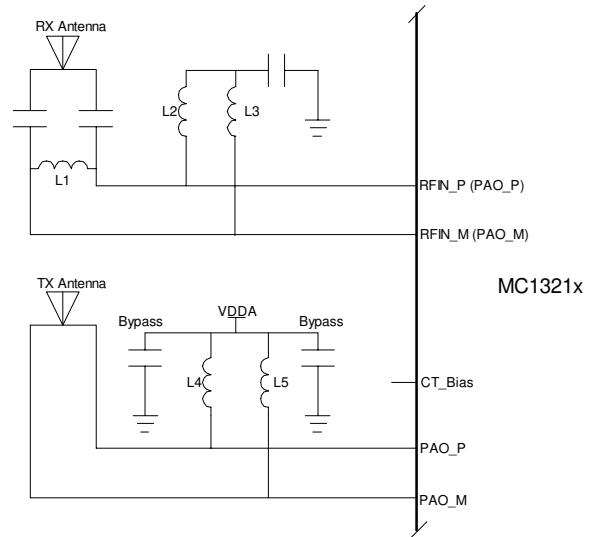 RX Antenna
L2
L3
L1
RFIN_P (PAO_P)
RFIN_M (PAO_M)
MC1321x
TX Antenna
Bypass
VDDA
Bypass
L4
L5
CT_Bias
PAO_P
PAO_M